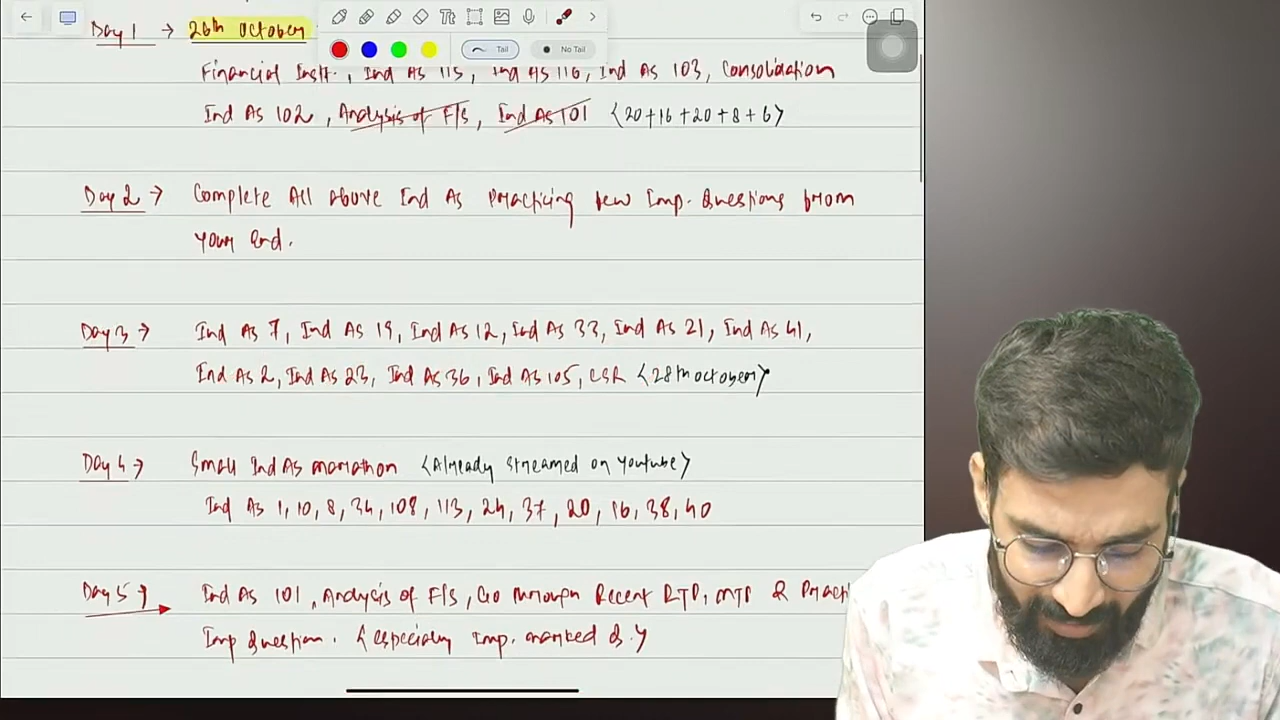 Day 1 → 26th October
Financial Instr., Ind As 115, Ind As 116, Ind As 103, Consolidation
Ind As 102, Analysis of F/s, Ind As 101 <20+16+20+8+6>
Day 2 → Complete All above Ind As Practicing few Imp. Questions from
your End.
Day 3 → Ind As 7, Ind As 19, Ind As 12, Ind As 33, Ind As 21, Ind As 41,
Ind As 2, Ind As 23, Ind As 36, Ind As 105, CSR <28th october>
Day 4 → Small Ind As marathon <Already streamed on Youtube>
Ind As 1, 10, 8, 34, 108, 113, 24, 37, 20, 16, 38, 40
Day 5 → Ind As 101, Analysis of F/s, Go through Recent RTP, MTP & Pract
Imp Question. <especially Imp. marked Q.>
Tt
Tail
No Tail